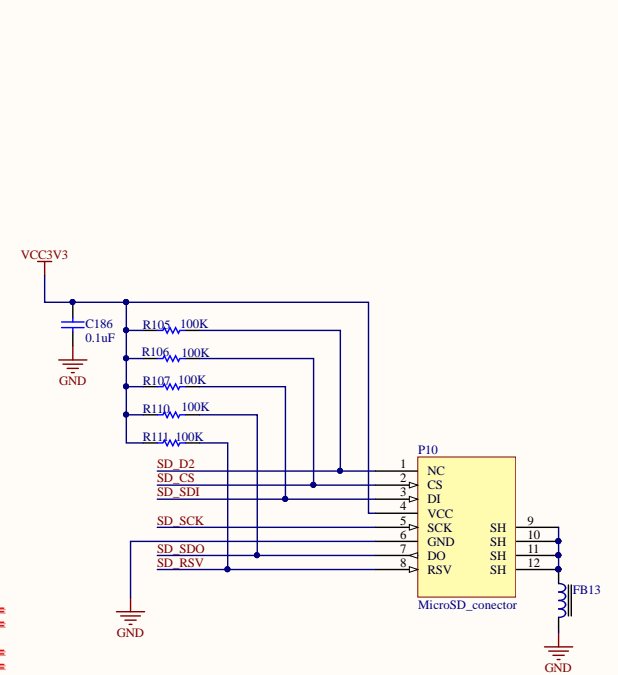 VCC3V3
C186
0.1uF
GND
R105 100K
R106 100K
R107 100K
R110 100K
R111 100K
P10
SD_D2 1 NC
SD_CS 2 CS
SD_SDI 3 DI
4 VCC
SD_SCK 5 SCK SH 9
6 GND SH 10
SD_SDO 7 DO SH 11
SD_RSV 8 RSV SH 12
FB13
MicroSD_conector
GND
GND